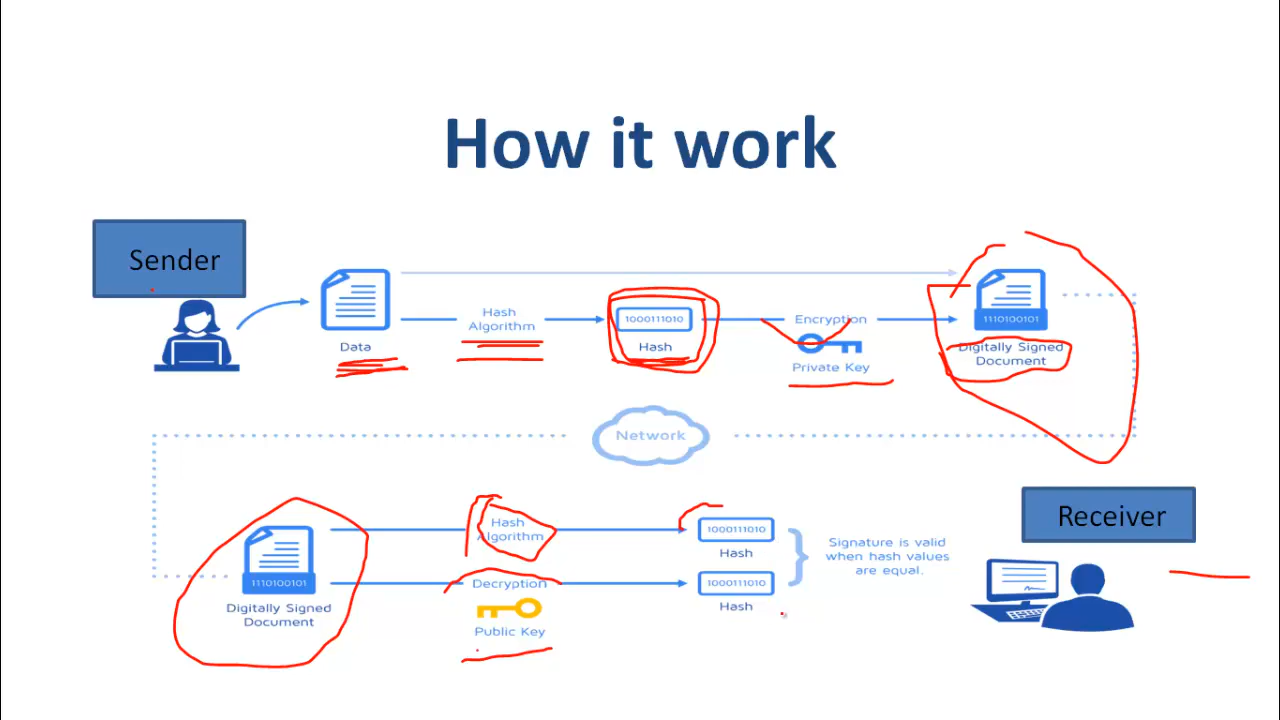 How it work
Sender
Data
Hash
Algorithm
1000111010
Hash
Encryption
Private Key
1110100101
Digitally Signed
Document
Network
1110100101
Digitally Signed
Document
Hash
Algorithm
1000111010
Hash
Decryption
Public Key
1000111010
Hash
Signature is valid
when hash values
are equal.
Receiver